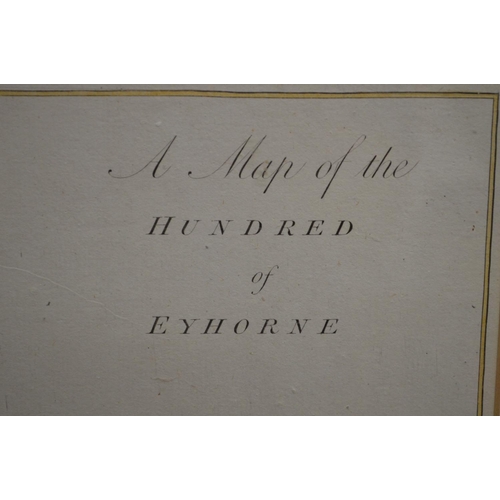 A Map of the
HUNDRED
of
EYHORNE